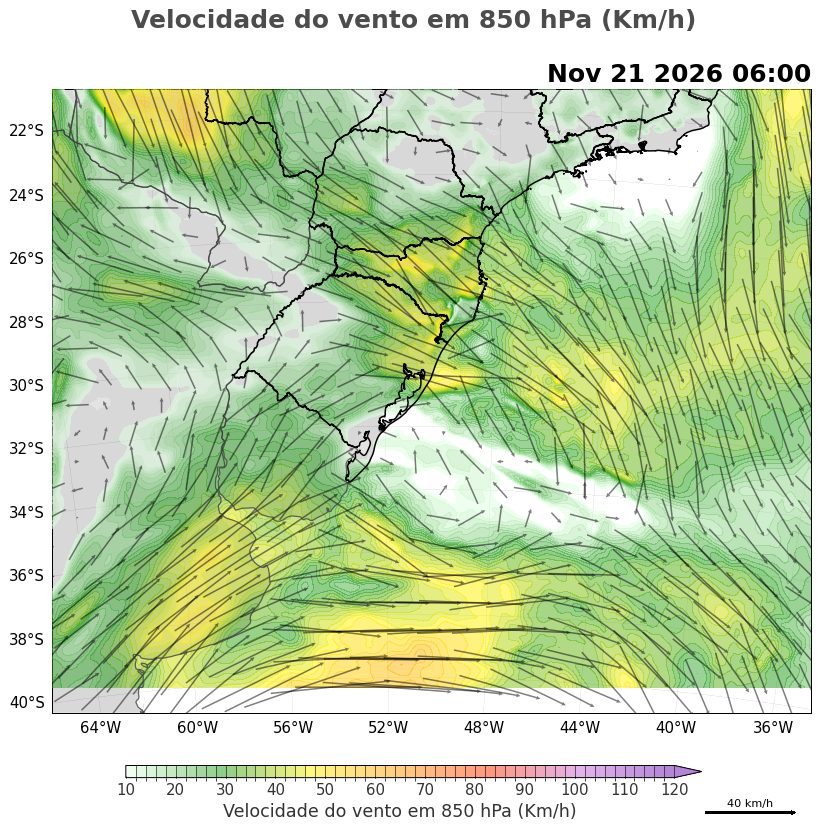 Velocidade do vento em 850 hPa (Km/h)
Nov 21 2026 06:00
22°S
24°S
26°S
28°S
30°S
32°S
34°S
36°S
38°S
40°S
64°W 60°W 56°W 52°W 48°W 44°W 40°W 36°W
10 20 30 40 50 60 70 80 90 100 110 120
Velocidade do vento em 850 hPa (Km/h)
40 km/h